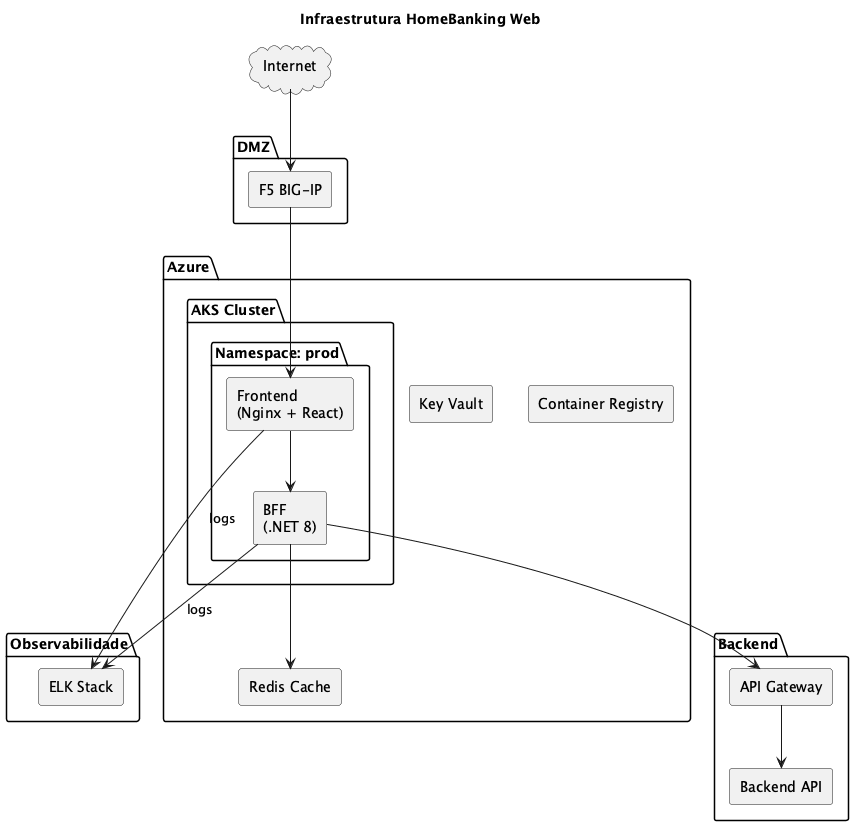 Infraestrutura HomeBanking Web
Internet
DMZ
F5 BIG-IP
Azure
AKS Cluster
Namespace: prod
Frontend
(Nginx + React)
Key Vault
Container Registry
logs
BFF
(.NET 8)
logs
Observabilidade
ELK Stack
Redis Cache
Backend
API Gateway
Backend API